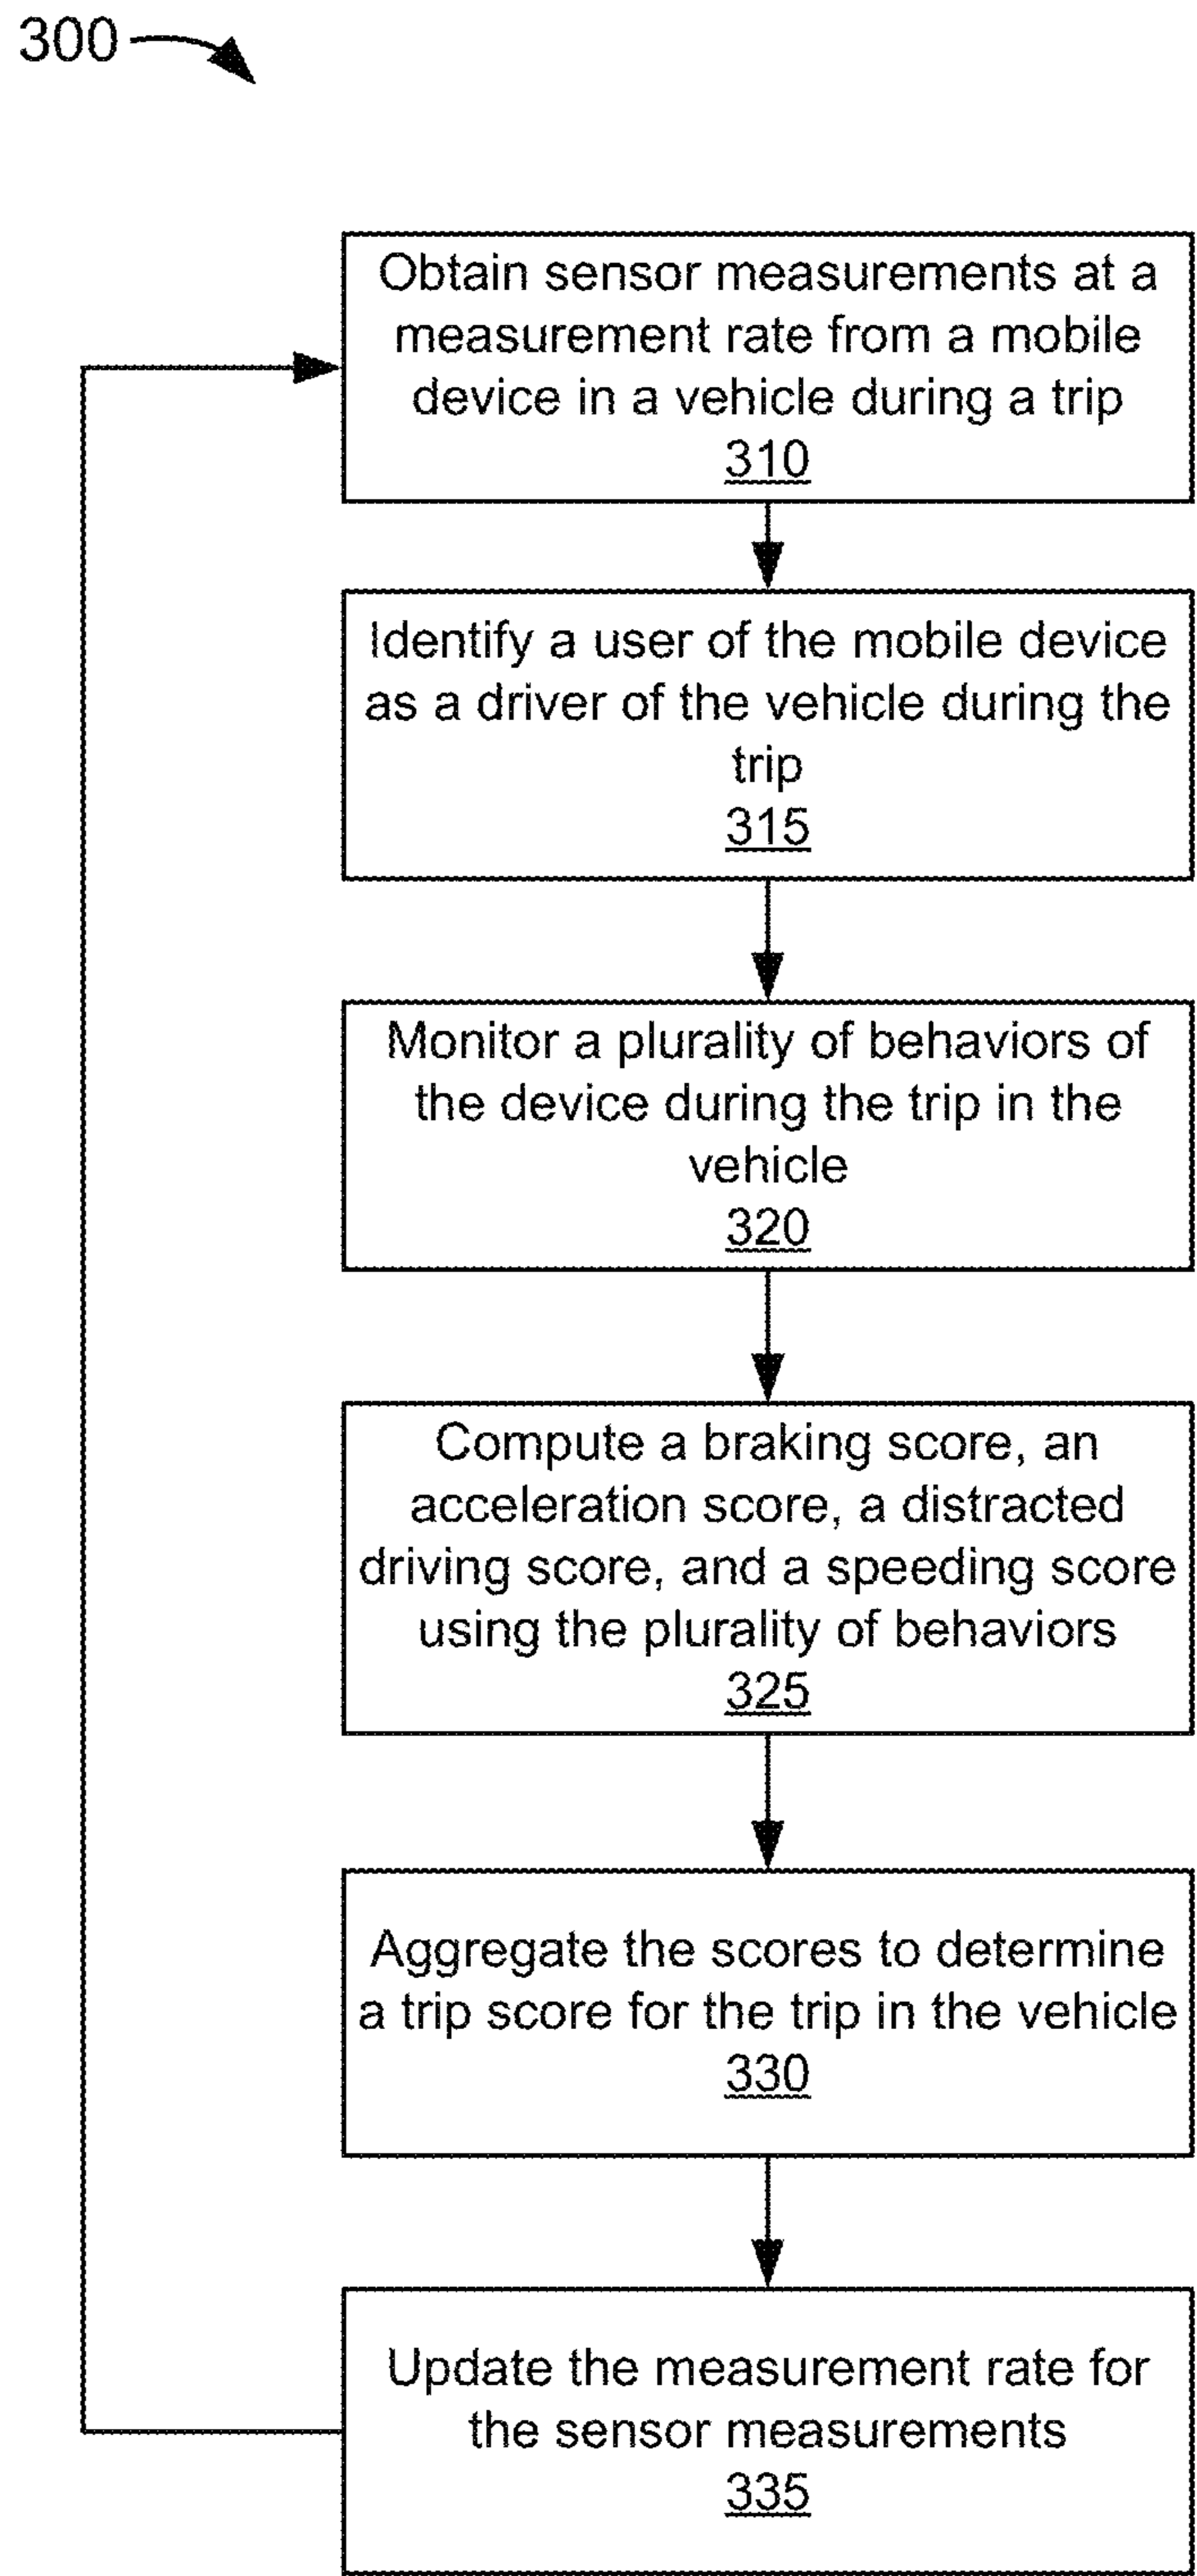 300
Obtain sensor measurements at a
measurement rate from a mobile
device in a vehicle during a trip
310
Identify a user of the mobile device
as a driver of the vehicle during the
trip
315
Monitor a plurality of behaviors of
the device during the trip in the
vehicle
320
Compute a braking score, an
acceleration score, a distracted
driving score, and a speeding score
using the plurality of behaviors
325
Aggregate the scores to determine
a trip score for the trip in the vehicle
330
Update the measurement rate for
the sensor measurements
335